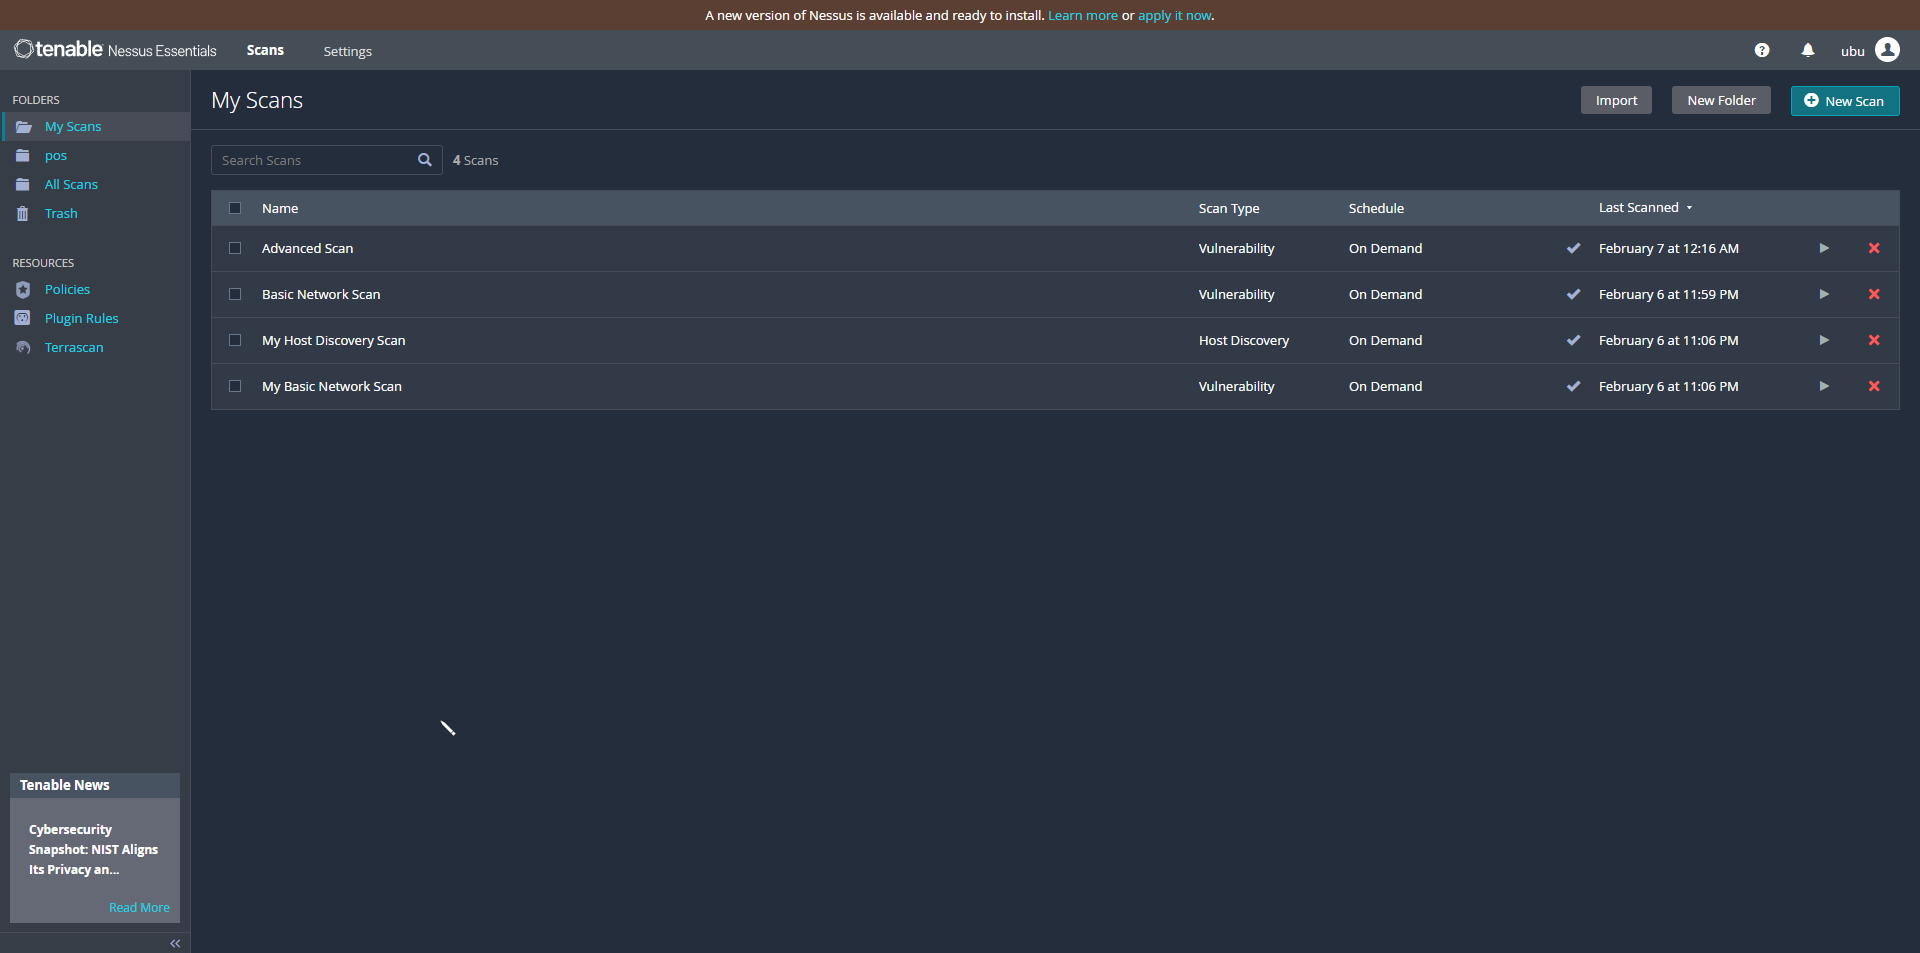 A new version of Nessus is available and ready to install. Learn more or apply it now.
tenable Nessus Essentials
Scans
Settings
ubu
FOLDERS
My Scans
pos
All Scans
Trash
RESOURCES
Policies
Plugin Rules
Terrascan
Tenable News
Cybersecurity
Snapshot: NIST Aligns
Its Privacy an...
Read More
My Scans
Import
New Folder
New Scan
Search Scans
4 Scans
Name Scan Type Schedule Last Scanned
Advanced Scan Vulnerability On Demand February 7 at 12:16 AM
Basic Network Scan Vulnerability On Demand February 6 at 11:59 PM
My Host Discovery Scan Host Discovery On Demand February 6 at 11:06 PM
My Basic Network Scan Vulnerability On Demand February 6 at 11:06 PM